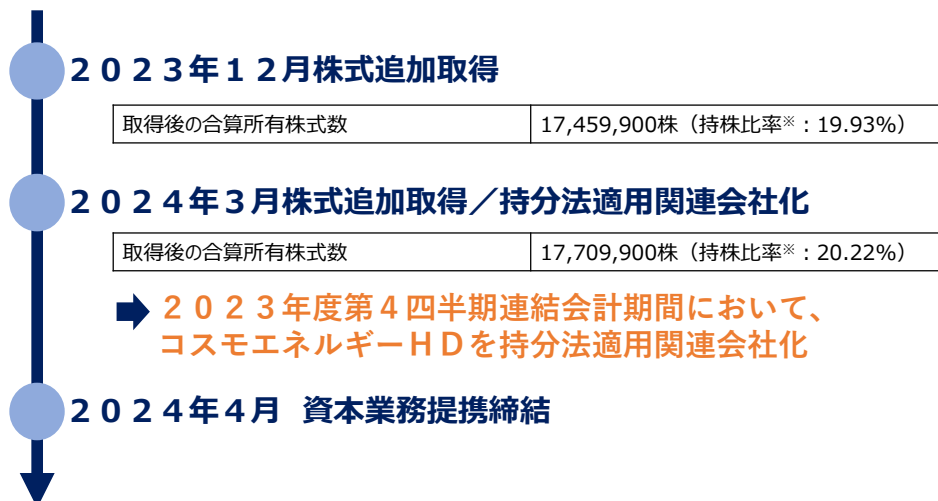 ２０２３年１２月株式追加取得
取得後の合算所有株式数 17,459,900株（持株比率※：19.93%）
２０２４年３月株式追加取得／持分法適用関連会社化
取得後の合算所有株式数 17,709,900株（持株比率※：20.22%）
２０２３年度第４四半期連結会計期間において、
コスモエネルギーＨＤを持分法適用関連会社化
２０２４年４月 資本業務提携締結